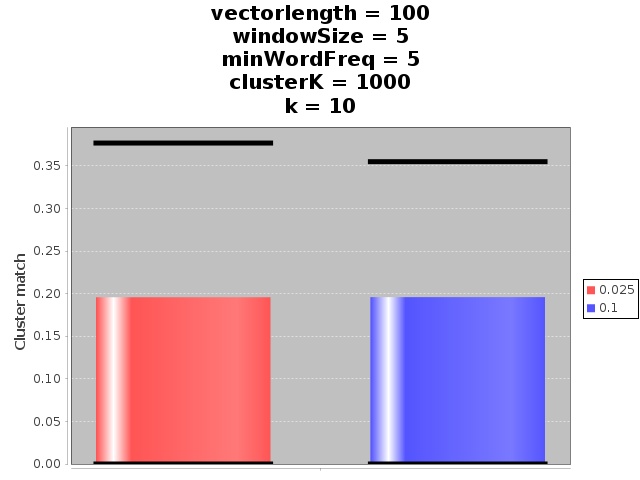 vectorlength = 100
windowSize = 5
minWordFreq = 5
clusterK = 1000
k = 10
0.35
0.30
0.25
0.20
0.15
0.10
0.05
0.00
Cluster match
0.025
0.1